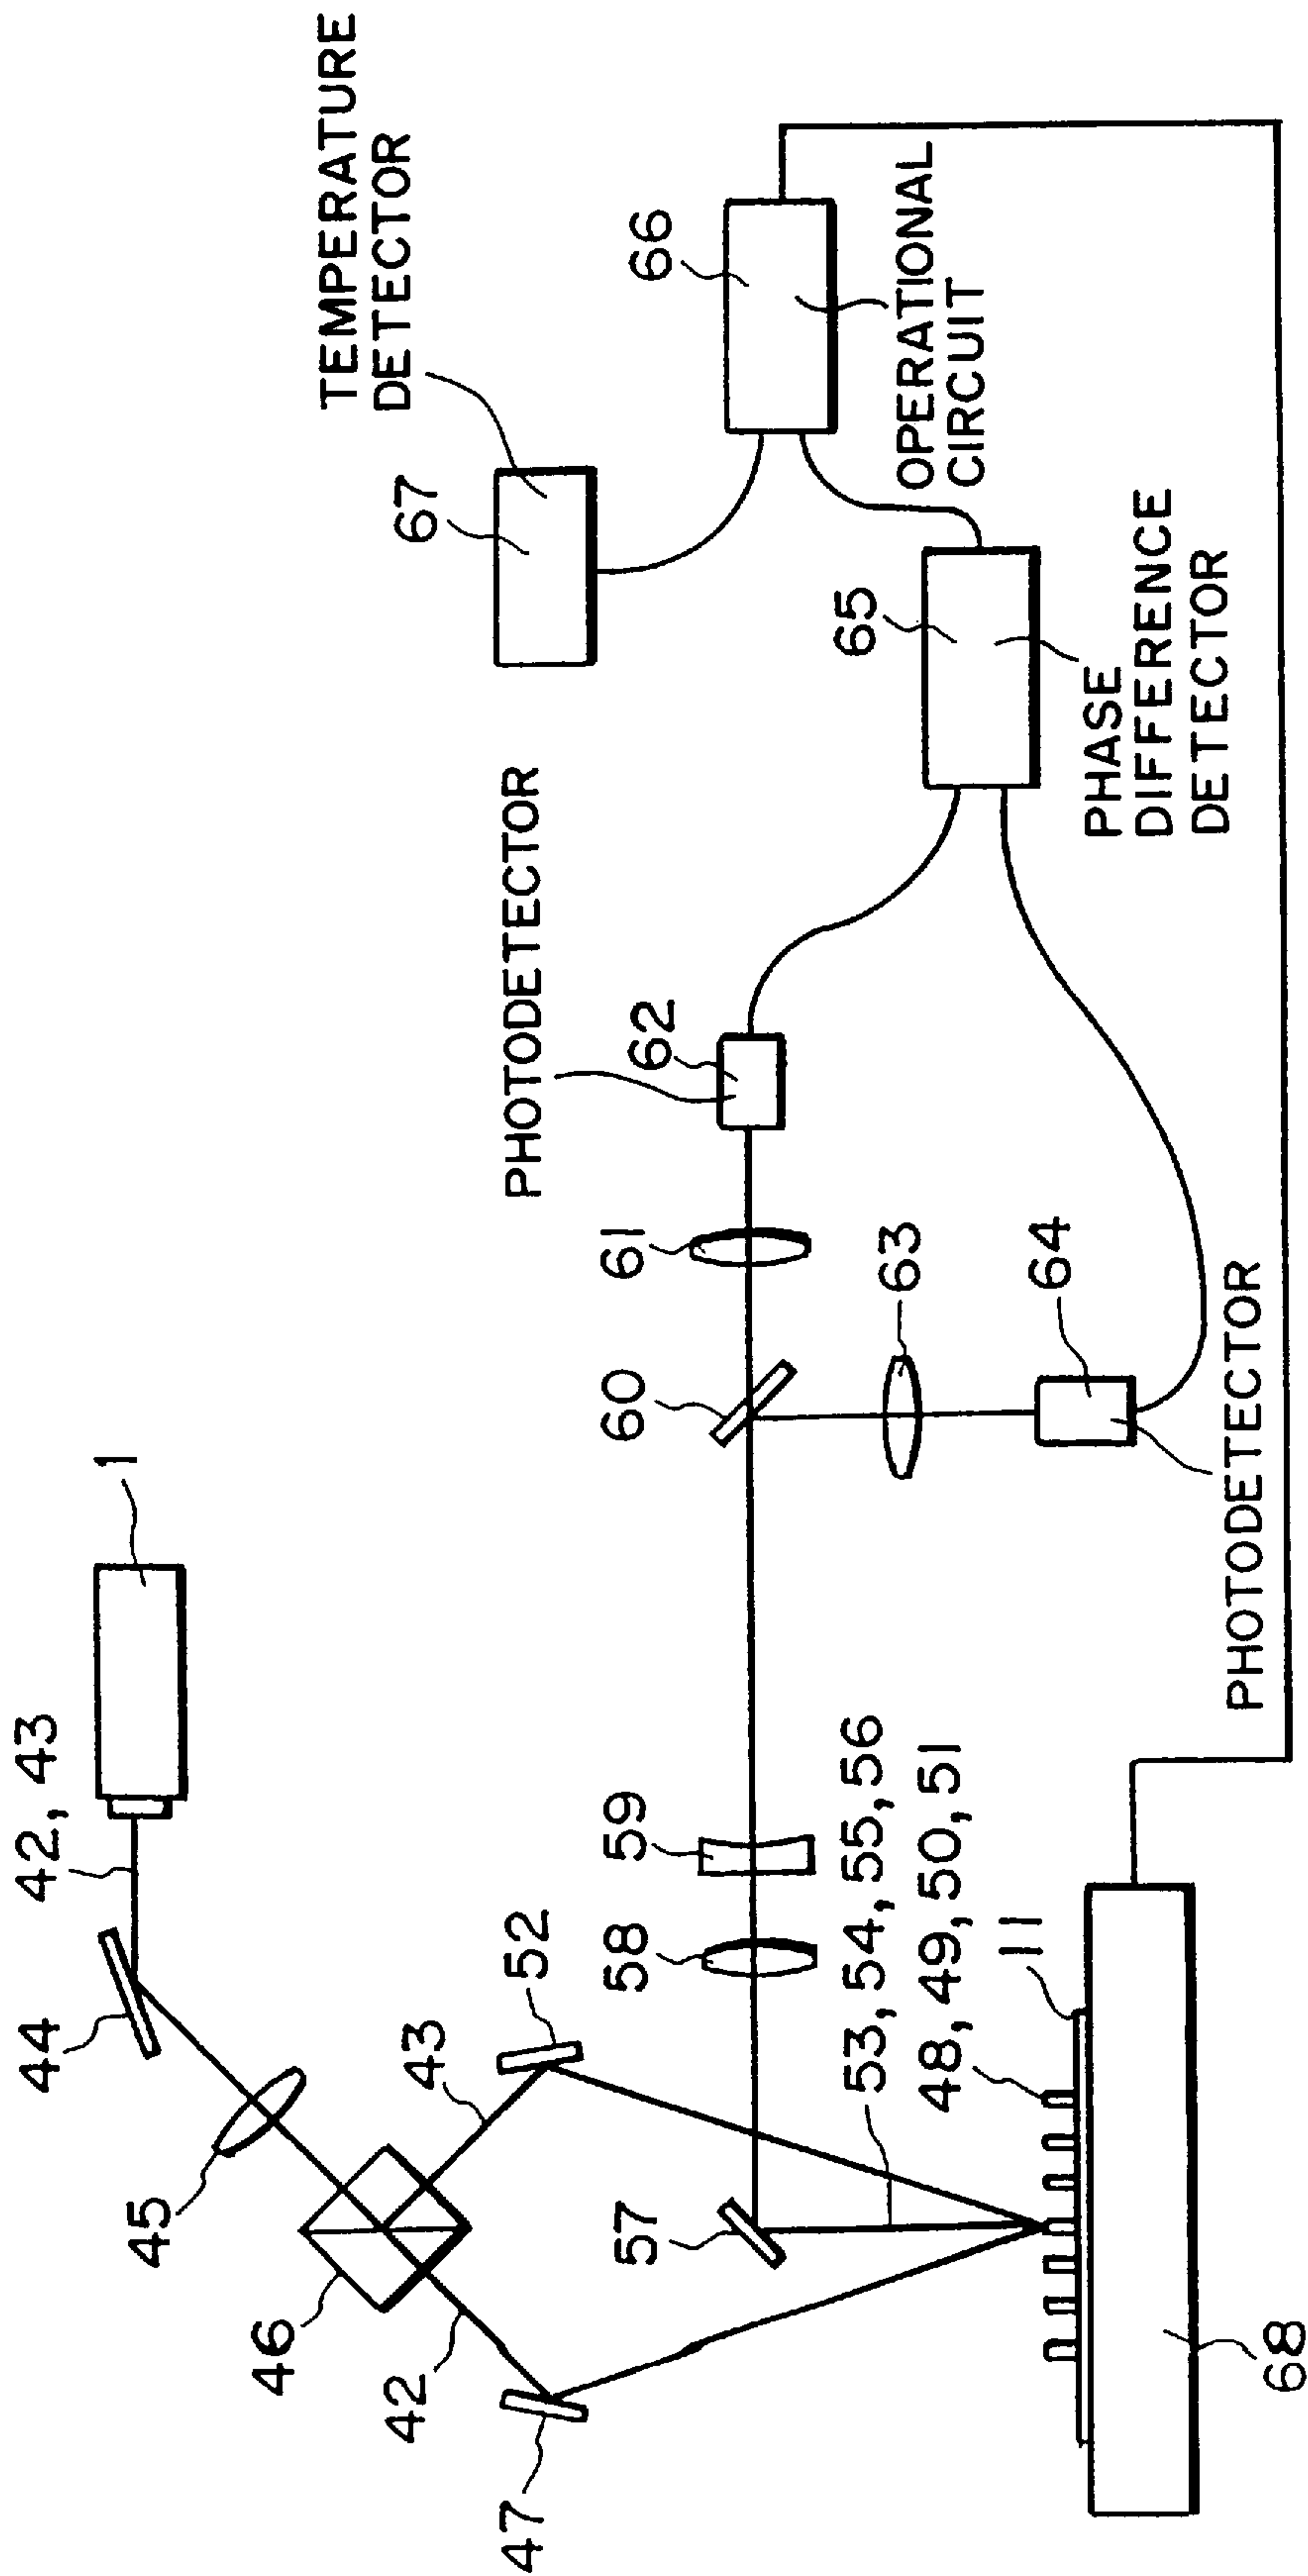 1
42, 43
44
45
46
42
43
52
47
57
58
59
53, 54, 55, 56
48, 49, 50, 51
11
68
60
61
63
64
PHOTODETECTOR
62
PHOTODETECTOR
65
PHASE
DIFFERENCE
DETECTOR
66
OPERATIONAL
CIRCUIT
67
TEMPERATURE
DETECTOR